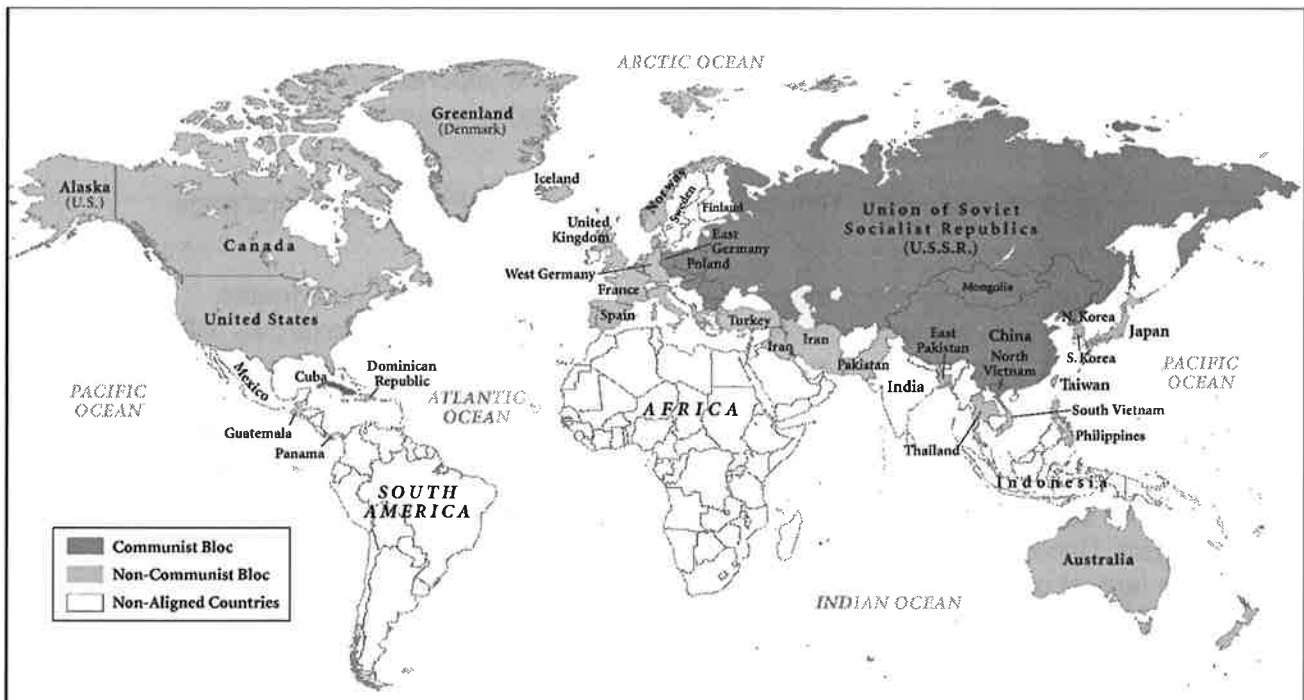 ARCTIC OCEAN
Greenland
(Denmark)
Iceland
Alaska
(U.S.)
Canada
United States
Mexico
Cuba
Dominican
Republic
Guatemala
Panama
PACIFIC
OCEAN
ATLANTIC
OCEAN
SOUTH
AMERICA
Norway
Sweden
Finland
United
Kingdom
East
Germany
Poland
West Germany
France
Spain
Turkey
Iraq
Iran
Pakistan
East
Pakistan
India
AFRICA
Union of Soviet
Socialist Republics
(U.S.S.R.)
Mongolia
China
N. Korea
S. Korea
Japan
North
Vietnam
Taiwan
South Vietnam
Thailand
Philippines
Indonesia
PACIFIC
OCEAN
Australia
INDIAN OCEAN
Communist Bloc
Non-Communist Bloc
Non-Aligned Countries